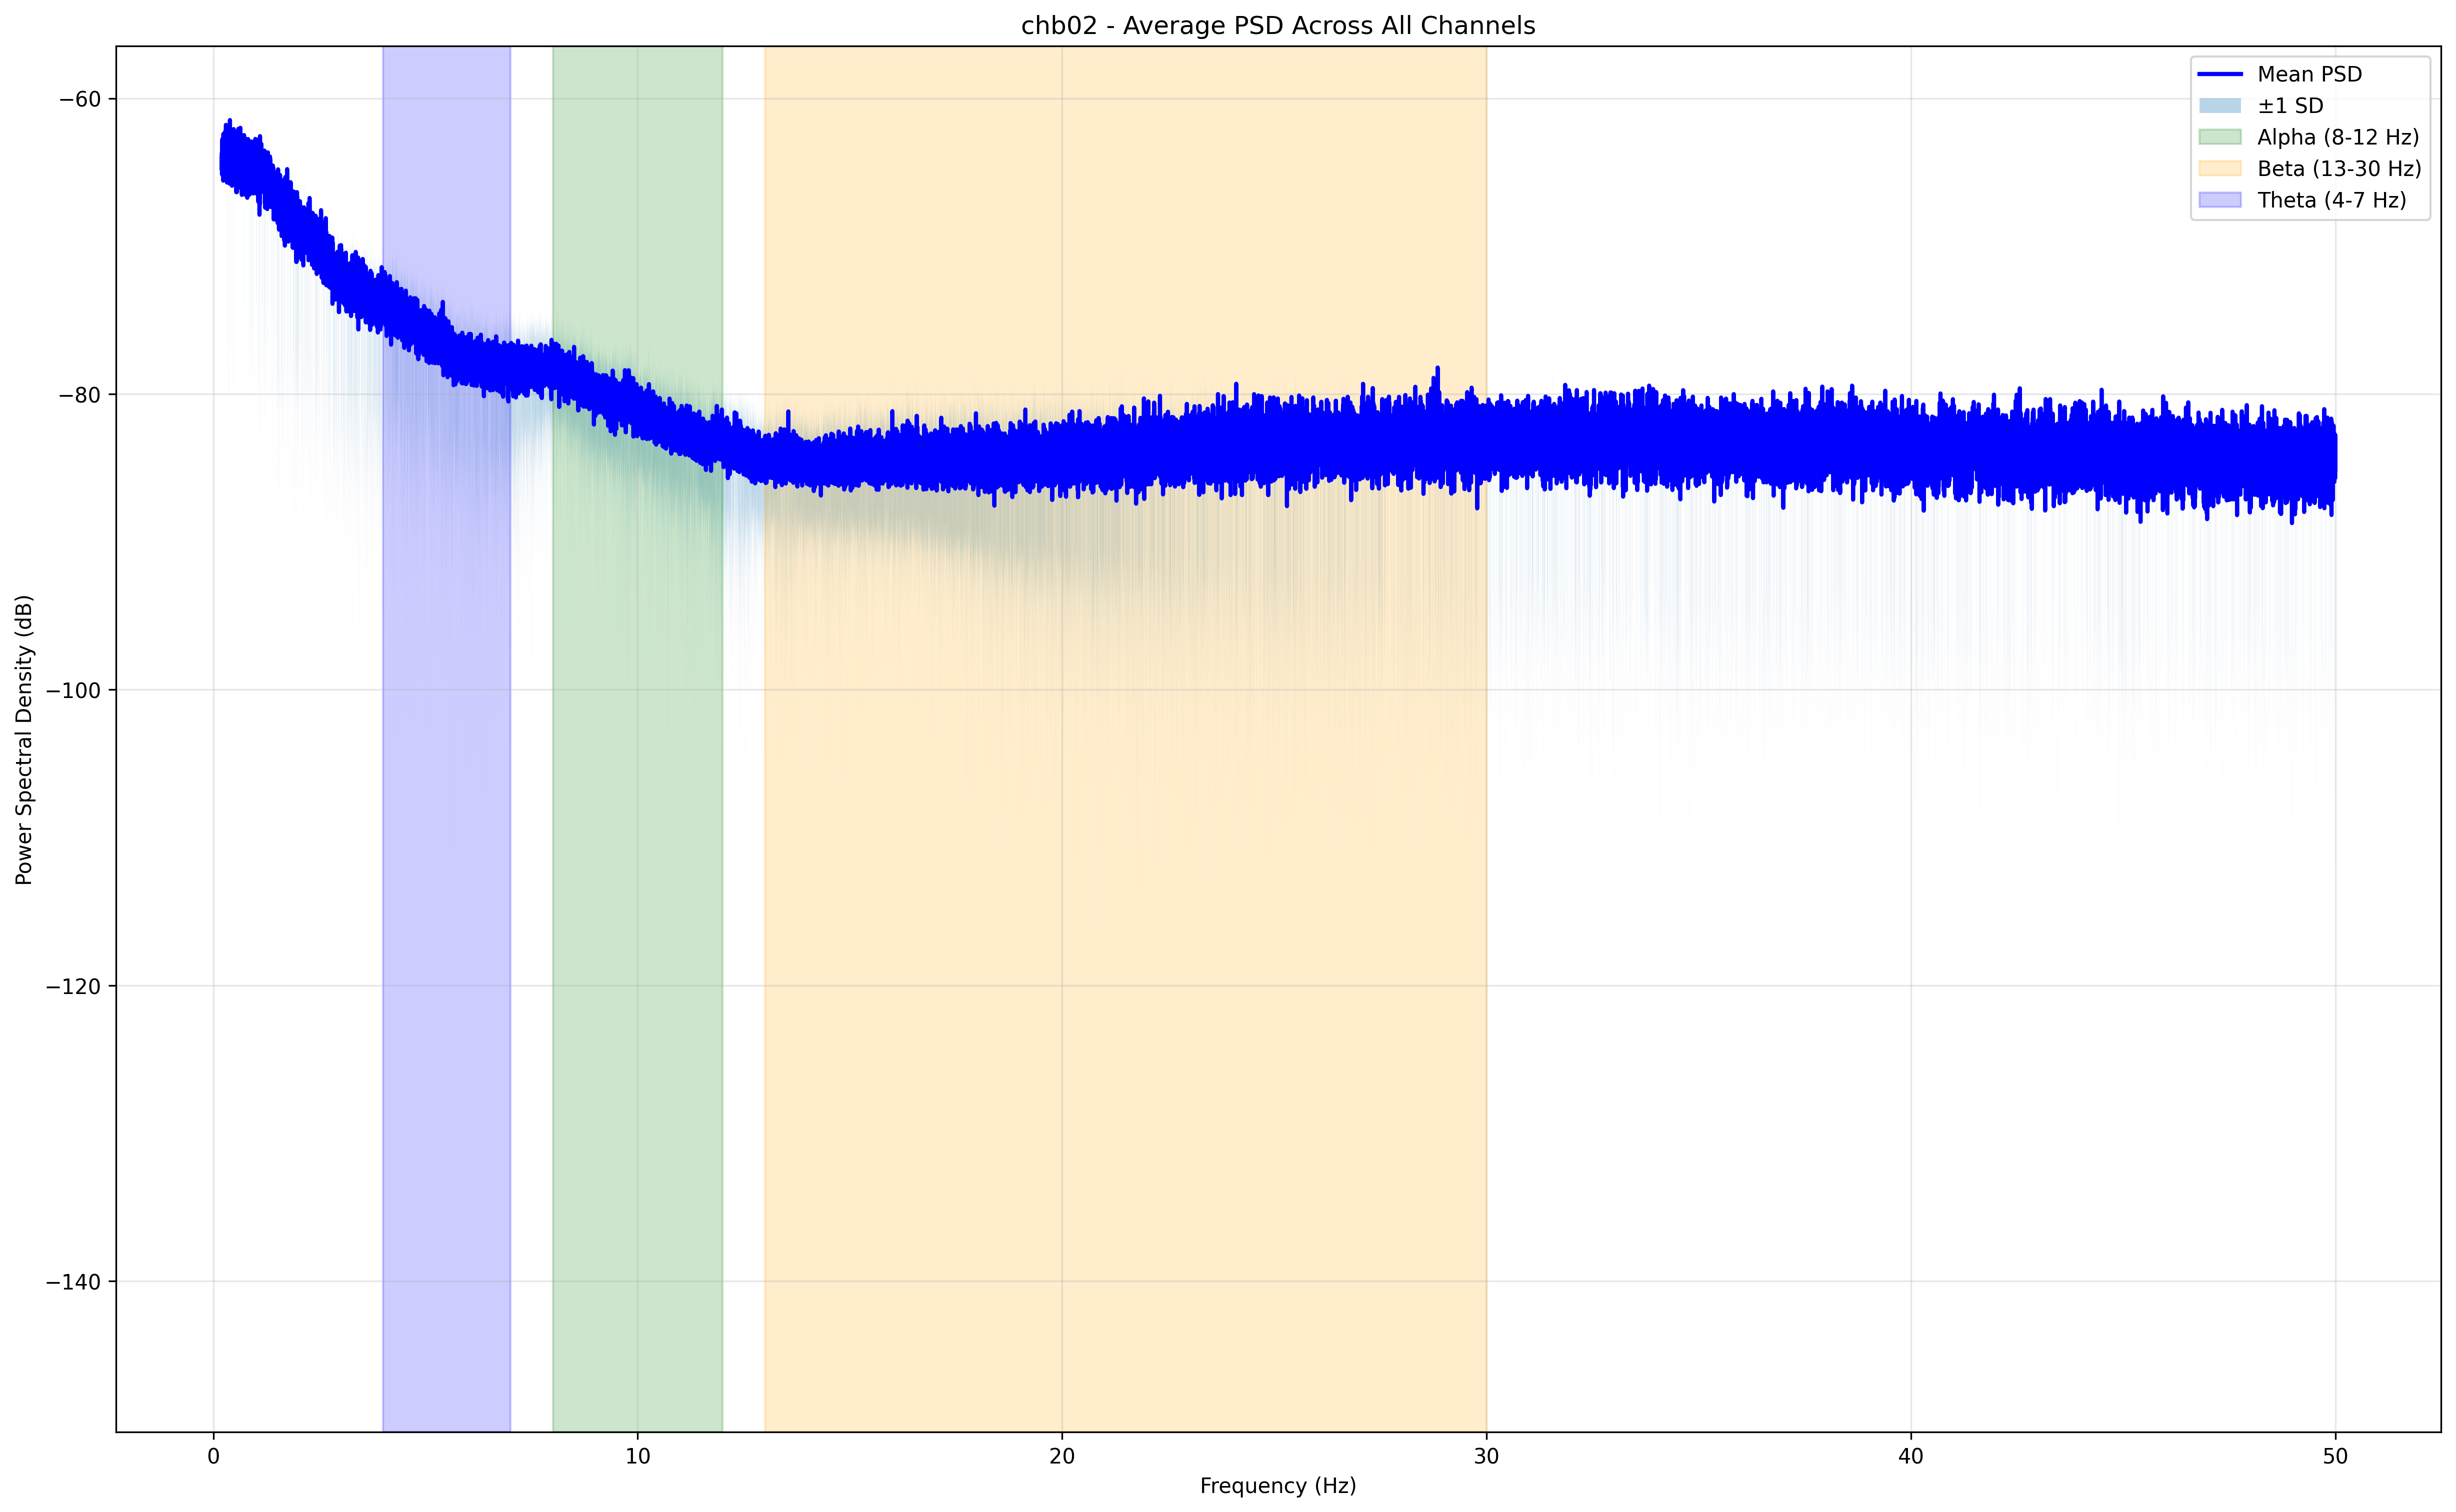 chb02 - Average PSD Across All Channels
Mean PSD
±1 SD
Alpha (8-12 Hz)
Beta (13-30 Hz)
Theta (4-7 Hz)
Power Spectral Density (dB)
−60
−80
−100
−120
−140
0 10 20 30 40 50
Frequency (Hz)